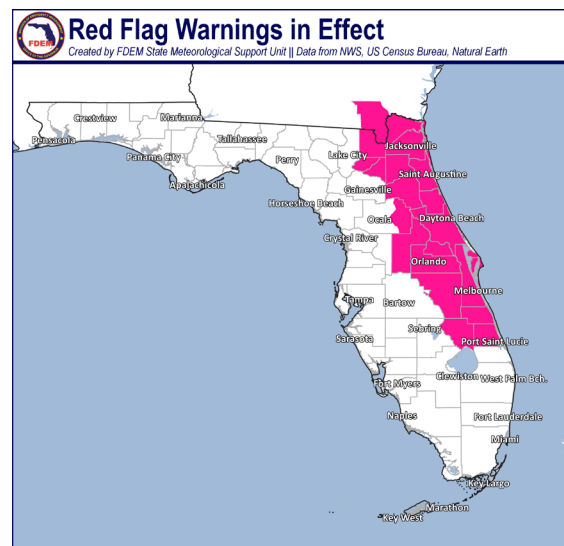 Red Flag Warnings in Effect
Created by FDEM State Meteorological Support Unit || Data from NWS, US Census Bureau, Natural Earth
FDEM
Crestview
Marianna
Pensacola
Tallahassee
Jacksonville
Panama City
Perry
Lake City
Saint Augustine
Apalachicola
Gainesville
Horseshoe Beach
Ocala
Daytona Beach
Crystal River
Orlando
Melbourne
Tampa
Bartow
Sebring
Sarasota
Port Saint Lucie
Fort Myers
Clewiston
West Palm Bch.
Naples
Fort Lauderdale
Miami
Key Largo
Marathon
Key West